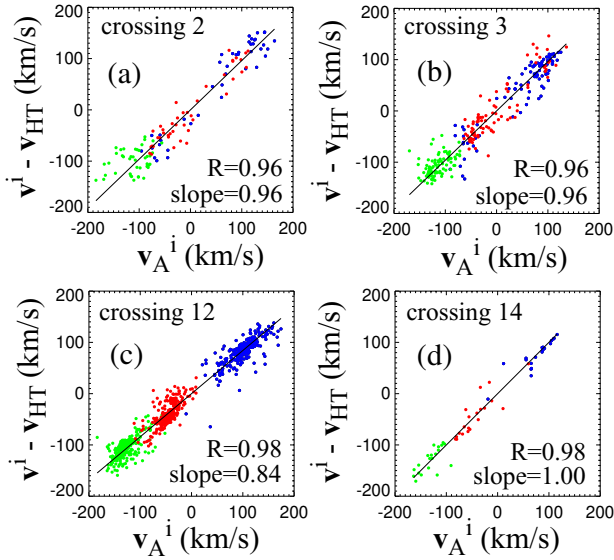 crossing 2
(a)
R=0.96
slope=0.96
200
100
0
-100
-200
-200 -100 0 100 200
v^i - v_HT (km/s)
v_A^i (km/s)
crossing 3
(b)
R=0.96
slope=0.96
200
100
0
-100
-200
-200 -100 0 100 200
v^i - v_HT (km/s)
v_A^i (km/s)
crossing 12
(c)
R=0.98
slope=0.84
200
100
0
-100
-200
-200 -100 0 100 200
v^i - v_HT (km/s)
v_A^i (km/s)
crossing 14
(d)
R=0.98
slope=1.00
200
100
0
-100
-200
-200 -100 0 100 200
v^i - v_HT (km/s)
v_A^i (km/s)